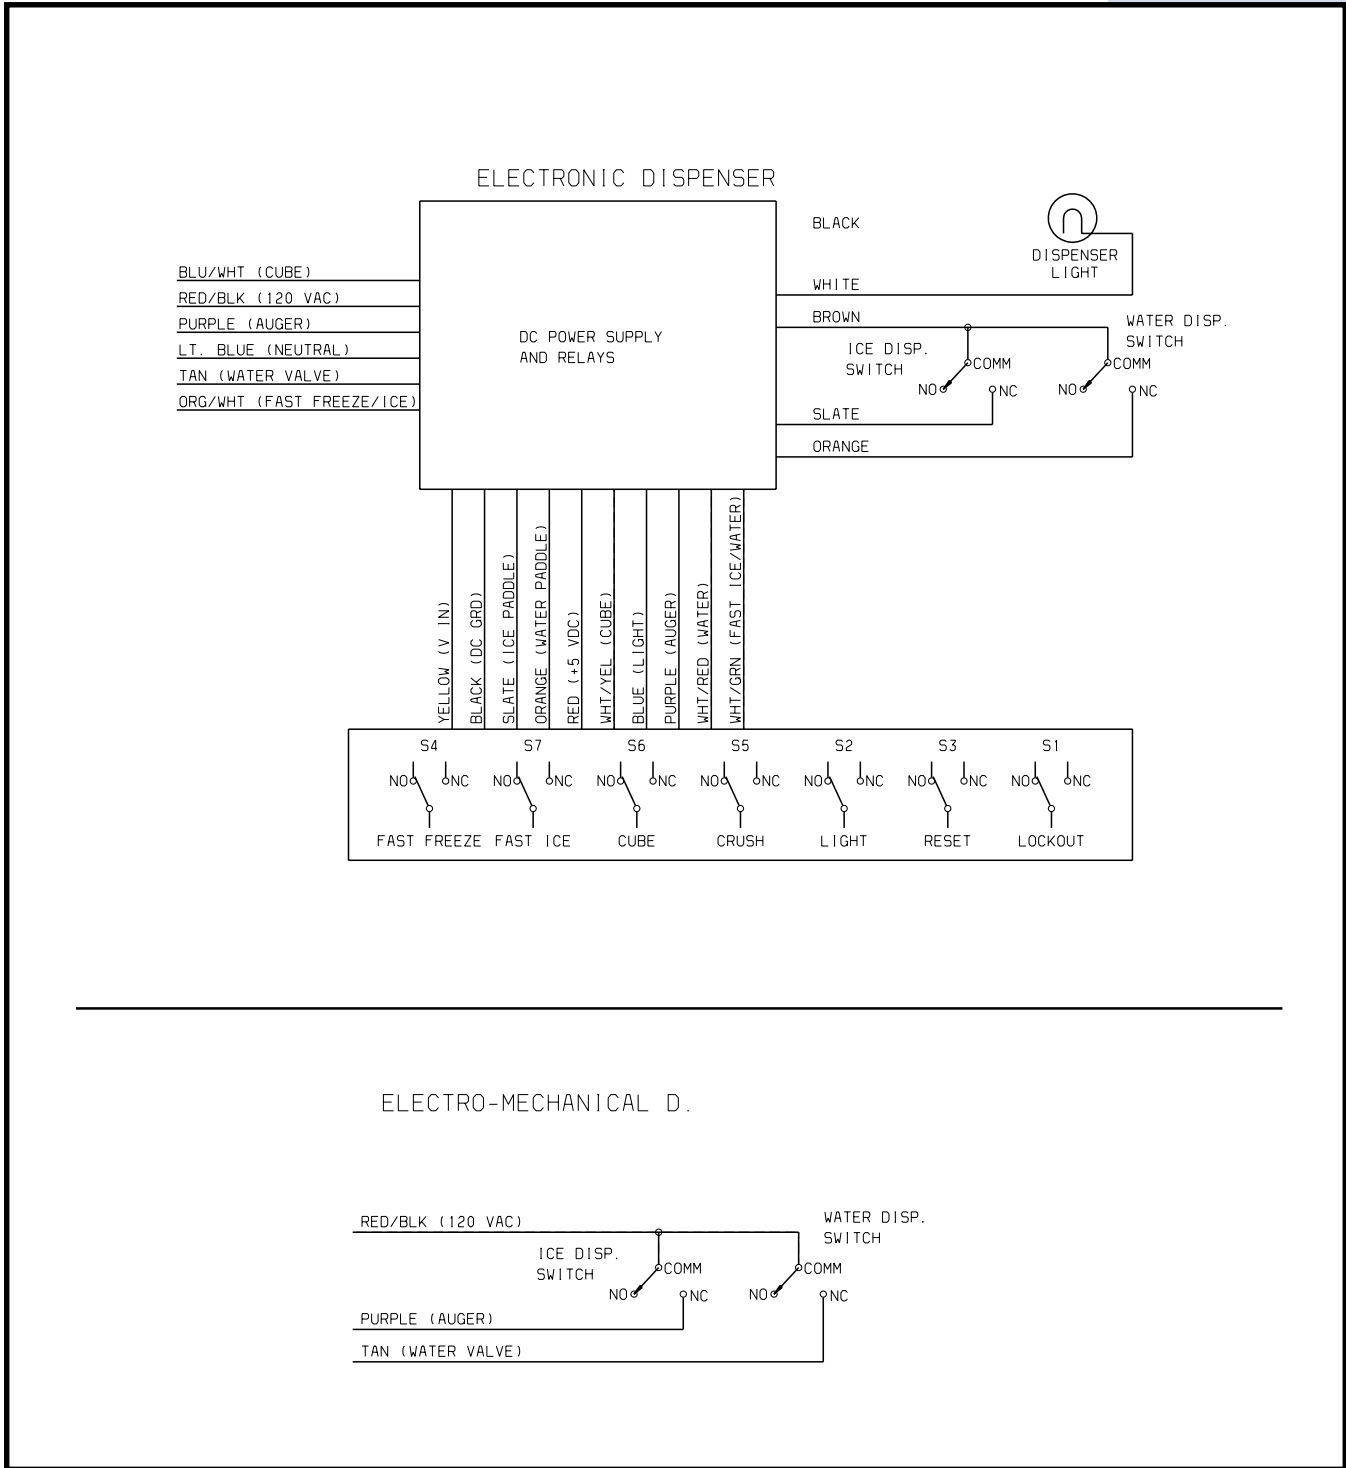 ELECTRONIC DISPENSER
BLACK
DISPENSER
LIGHT
BLU/WHT (CUBE)
RED/BLK (120 VAC)
PURPLE (AUGER)
LT. BLUE (NEUTRAL)
TAN (WATER VALVE)
ORG/WHT (FAST FREEZE/ICE)
DC POWER SUPPLY
AND RELAYS
WHITE
BROWN
ICE DISP.
SWITCH
COMM
NO
NC
WATER DISP.
SWITCH
COMM
NO
NC
SLATE
ORANGE
YELLOW (V IN)
BLACK (DC GRD)
SLATE (ICE PADDLE)
ORANGE (WATER PADDLE)
RED (+5 VDC)
WHT/YEL (CUBE)
BLUE (LIGHT)
PURPLE (AUGER)
WHT/RED (WATER)
WHT/GRN (FAST ICE/WATER)
S4 S7 S6 S5 S2 S3 S1
NO NC NO NC NO NC NO NC NO NC NO NC NO NC
FAST FREEZE FAST ICE CUBE CRUSH LIGHT RESET LOCKOUT
ELECTRO-MECHANICAL D.
RED/BLK (120 VAC)
ICE DISP.
SWITCH
COMM
NO
NC
WATER DISP.
SWITCH
COMM
NO
NC
PURPLE (AUGER)
TAN (WATER VALVE)